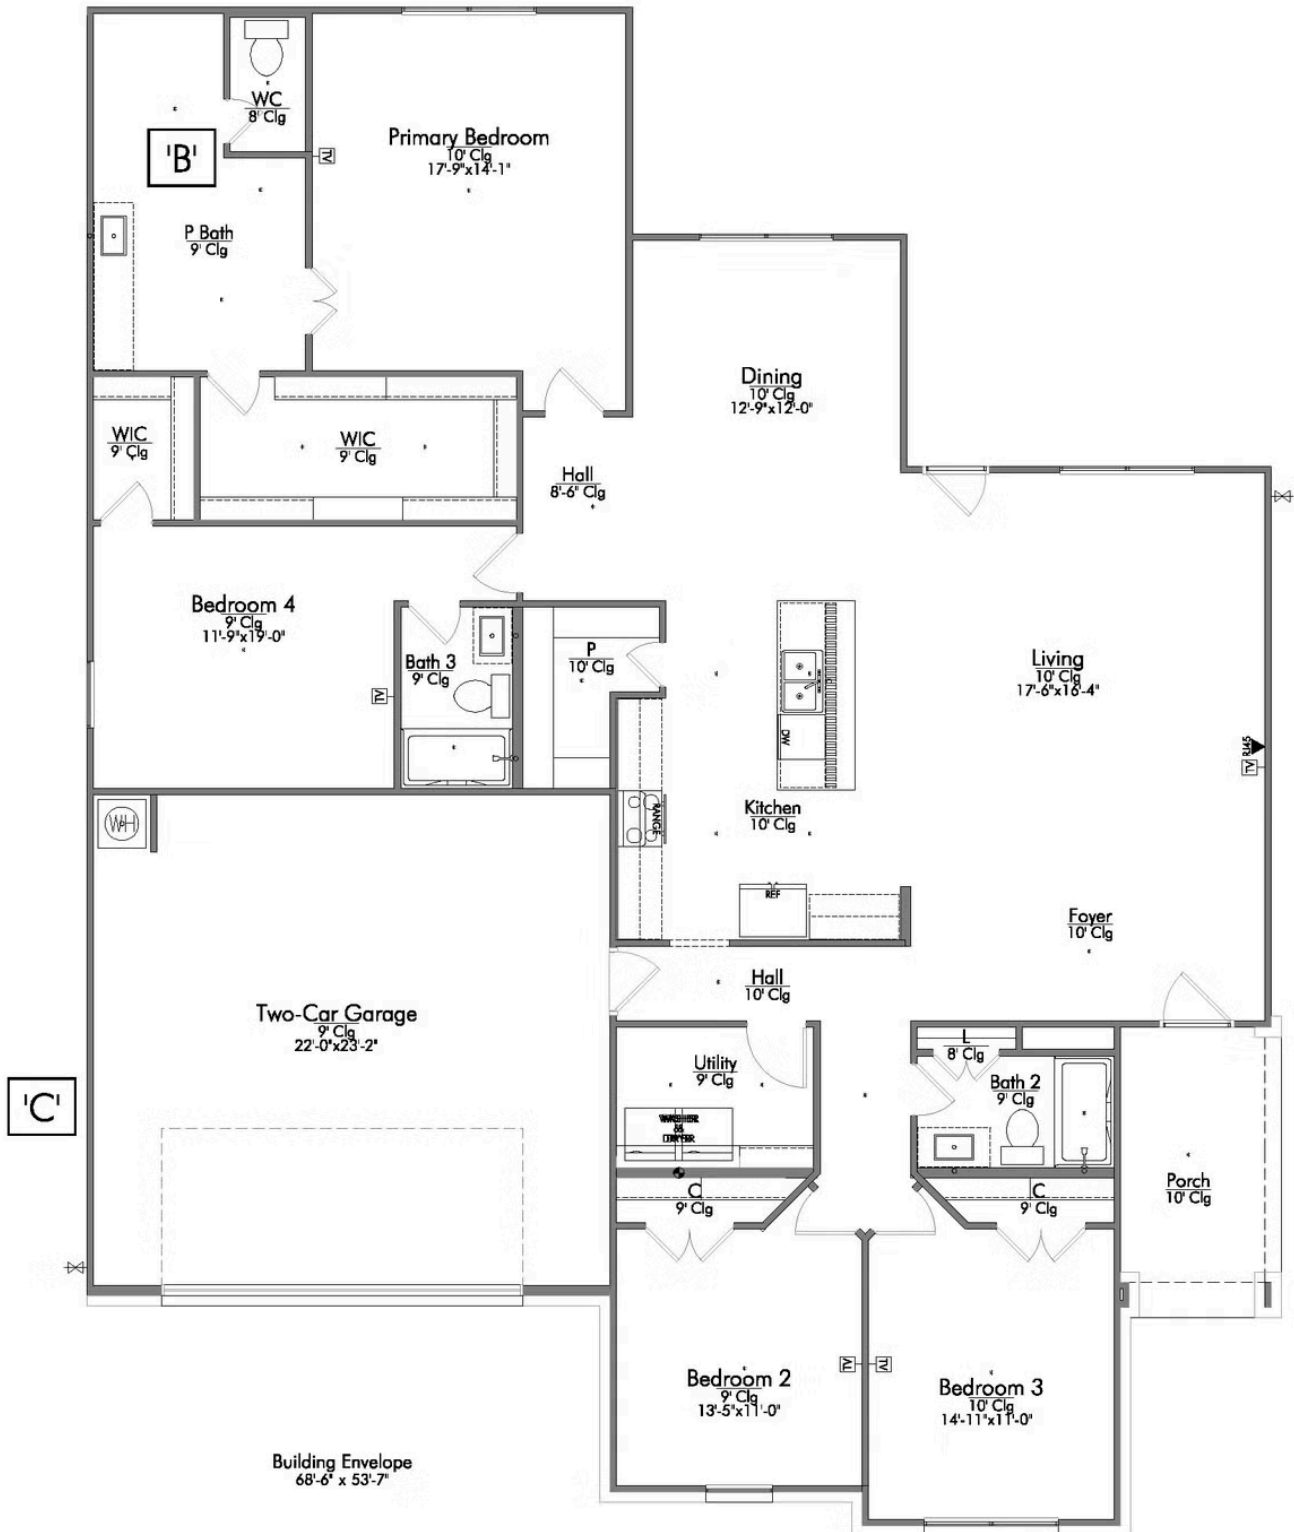 WC
8' Clg
Primary Bedroom
10' Clg
17'-9"x14'-1"
TV
'B'
P Bath
9' Clg
Dining
10' Clg
12'-9"x12'-0"
WIC
9' Clg
WIC
9' Clg
Hall
8'-6" Clg
Bedroom 4
9' Clg
11'-9"x19'-0"
Bath 3
9' Clg
TV
P
10' Clg
Living
10' Clg
17'-6"x16'-4"
DW
RJ45
TV
WH
RANGE
Kitchen
10' Clg
REF
Foyer
10' Clg
Hall
10' Clg
Two-Car Garage
9' Clg
22'-0"x23'-2"
'C'
Utility
9' Clg
L
8' Clg
Bath 2
9' Clg
WASHER
DRYER
C
9' Clg
C
9' Clg
Porch
10' Clg
TV
TV
Bedroom 2
9' Clg
13'-5"x11'-0"
Bedroom 3
10' Clg
14'-11"x11'-0"
Building Envelope
68'-6" x 53'-7"